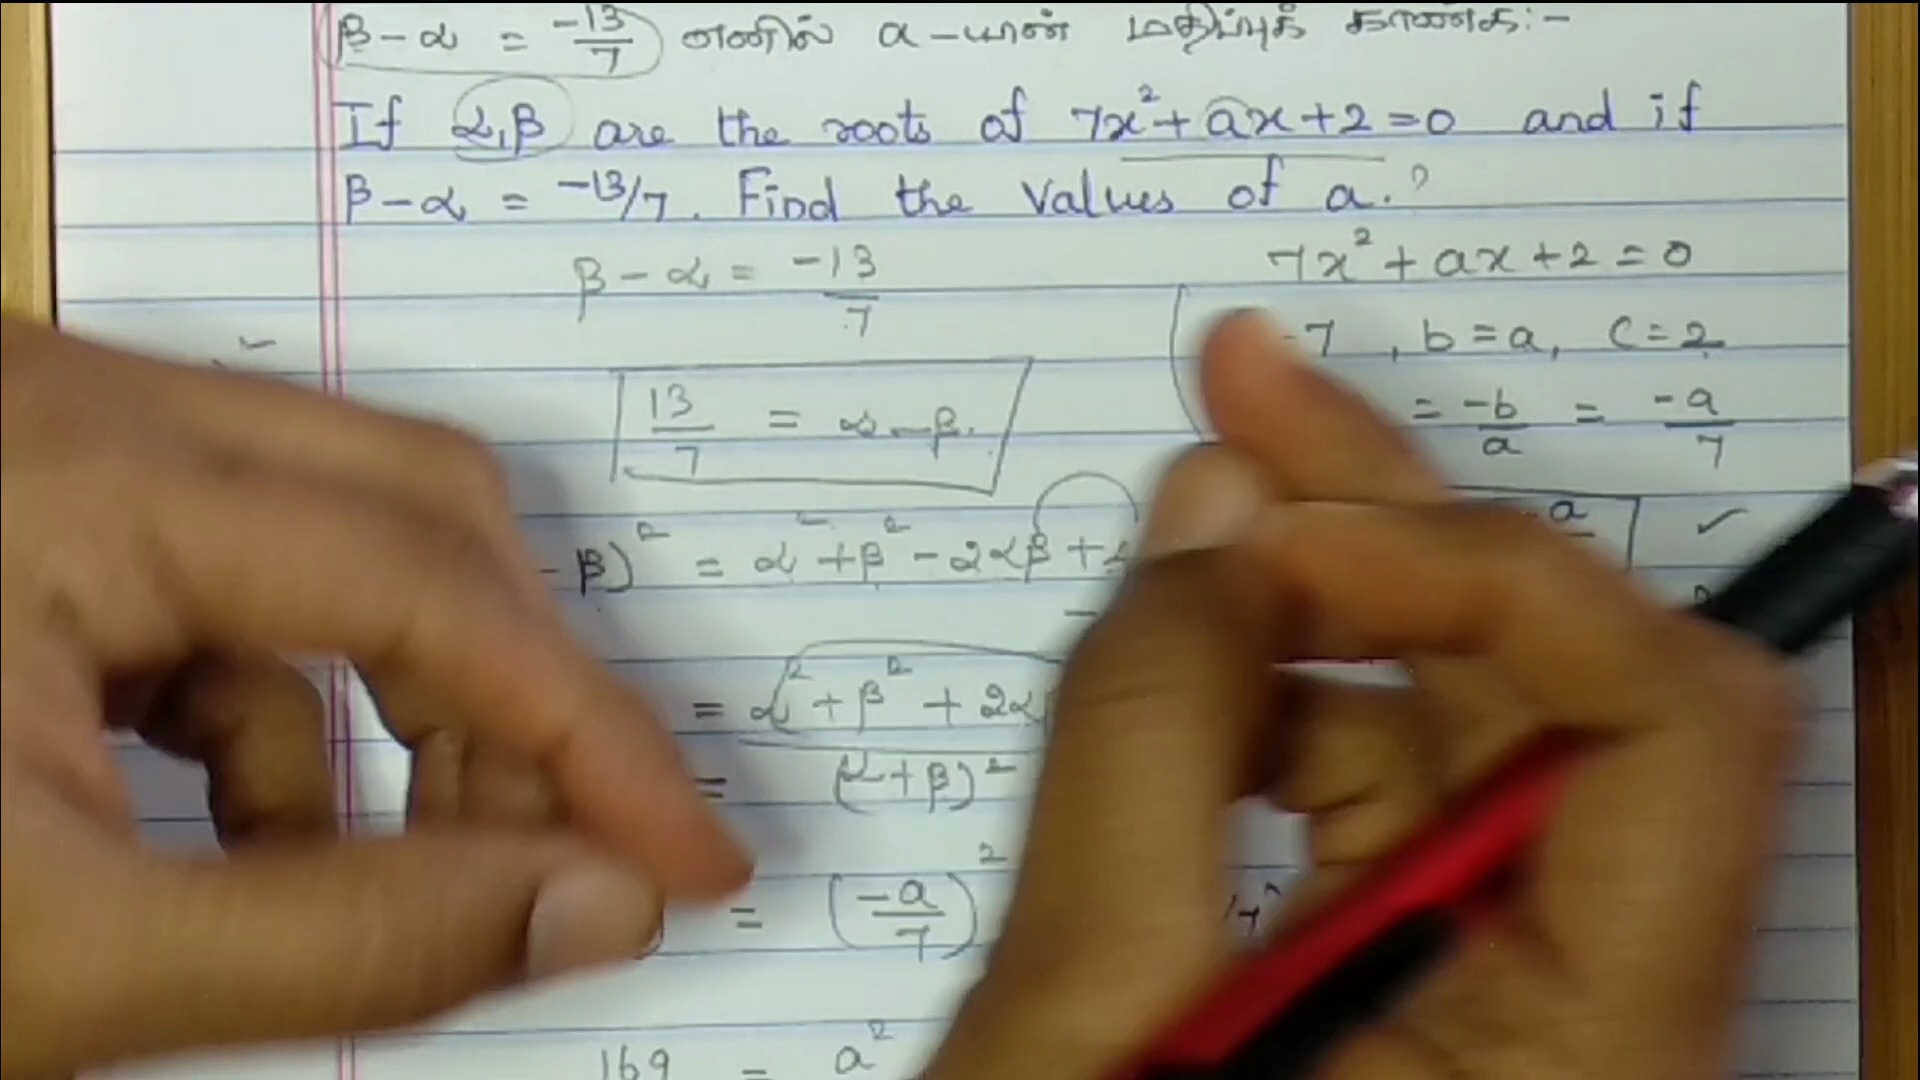 β-α = -13/7 எனில் a-யின் மதிப்புக் காண்க:-
If α,β are the roots of 7x²+ax+2=0 and if
β-α = -13/7. Find the values of a.?
β-α = -13/7
7x²+ax+2=0
7, b=a, c=2
13/7 = α-β.
= -b/a = -a/7
-a
-β)² = α²+β²-2αβ+
= α²+β²+2α
= (α+β)²
= (-a/7)²
169 = a²